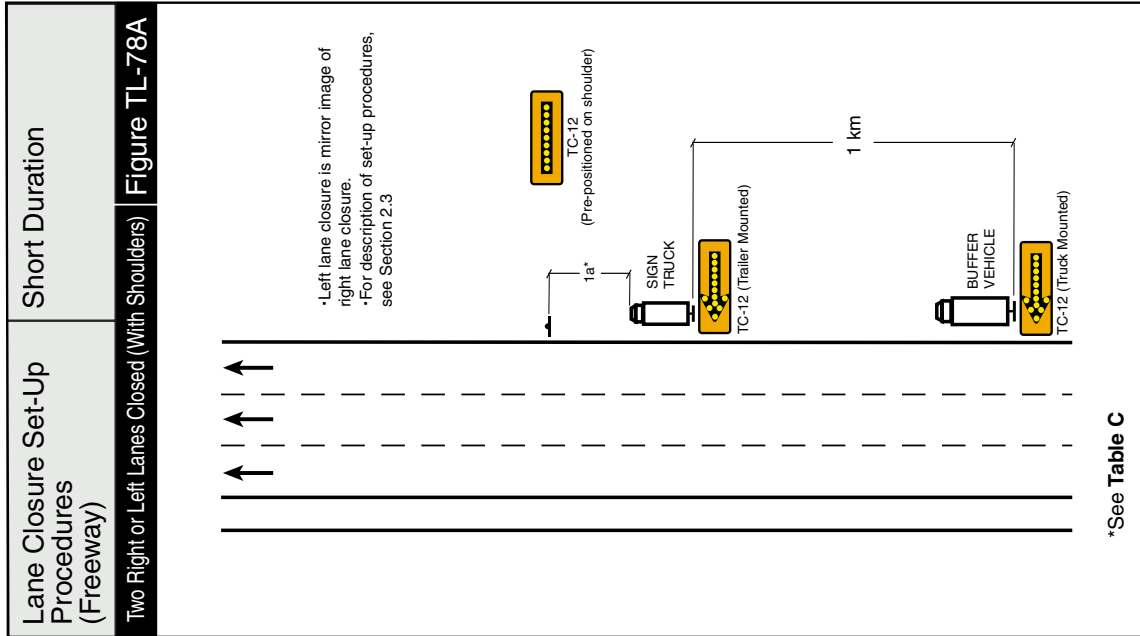 Lane Closure Set-Up
Procedures
(Freeway)
Short Duration
Two Right or Left Lanes Closed (With Shoulders)
Figure TL-78A
•Left lane closure is mirror image of
right lane closure.
•For description of set-up procedures,
see Section 2.3
TC-12
(Pre-positioned on shoulder)
1a*
SIGN
TRUCK
TC-12 (Trailer Mounted)
1 km
BUFFER
VEHICLE
TC-12 (Truck Mounted)
*See Table C